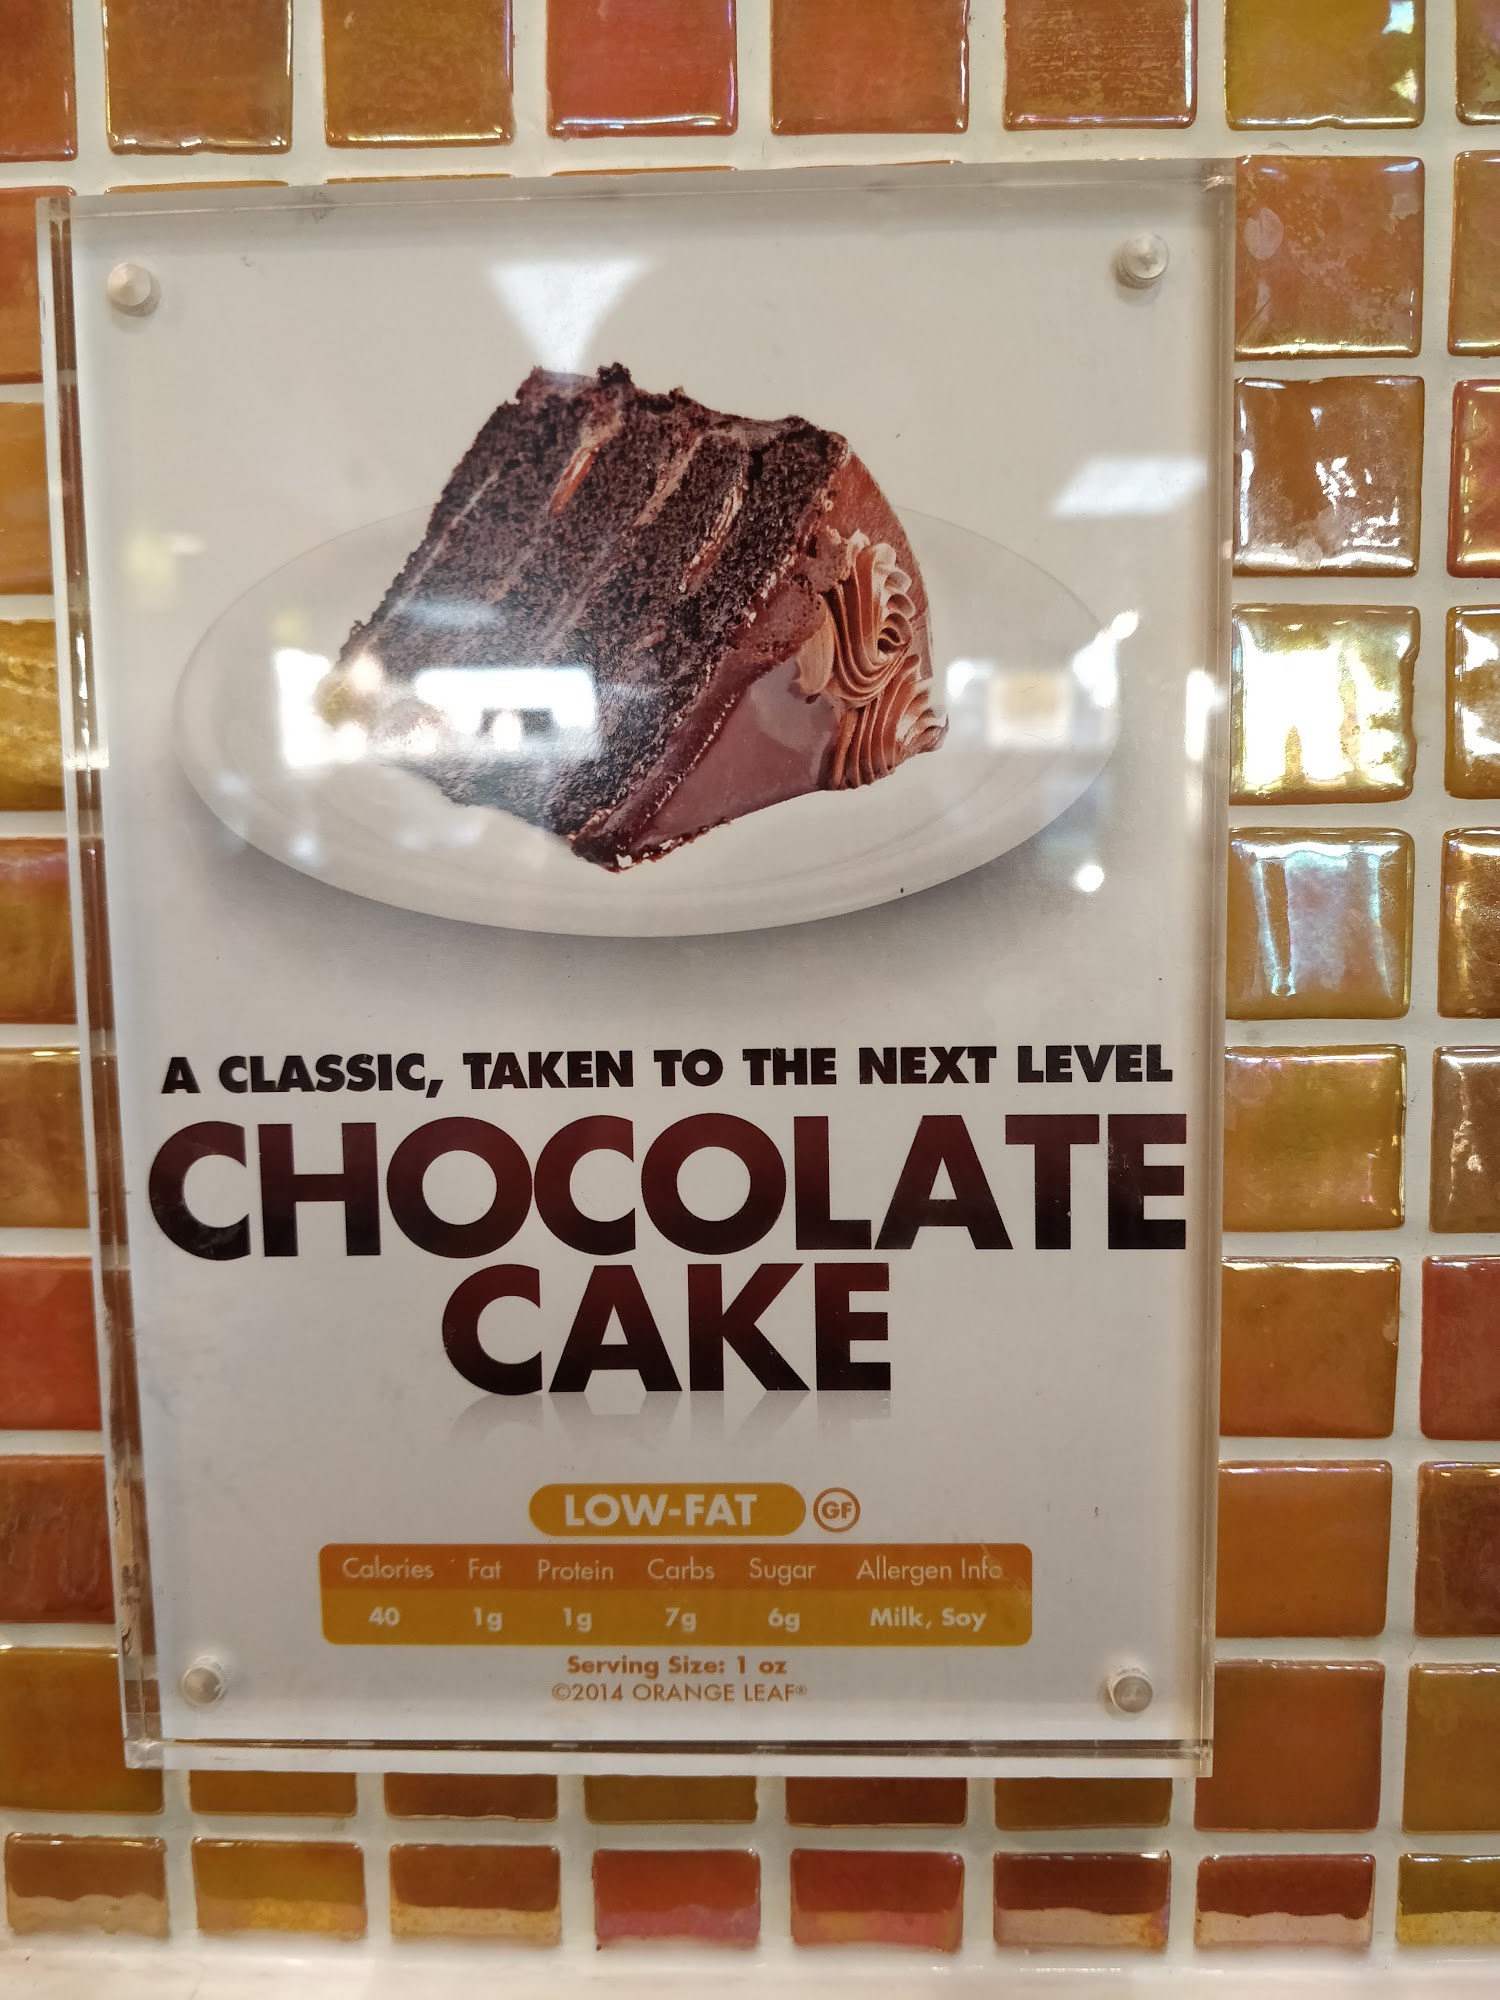 A CLASSIC, TAKEN TO THE NEXT LEVEL
CHOCOLATE
CAKE
LOW-FAT GF
Calories Fat Protein Carbs Sugar Allergen Info
40 1g 1g 7g 6g Milk, Soy
Serving Size: 1 oz
©2014 ORANGE LEAF®